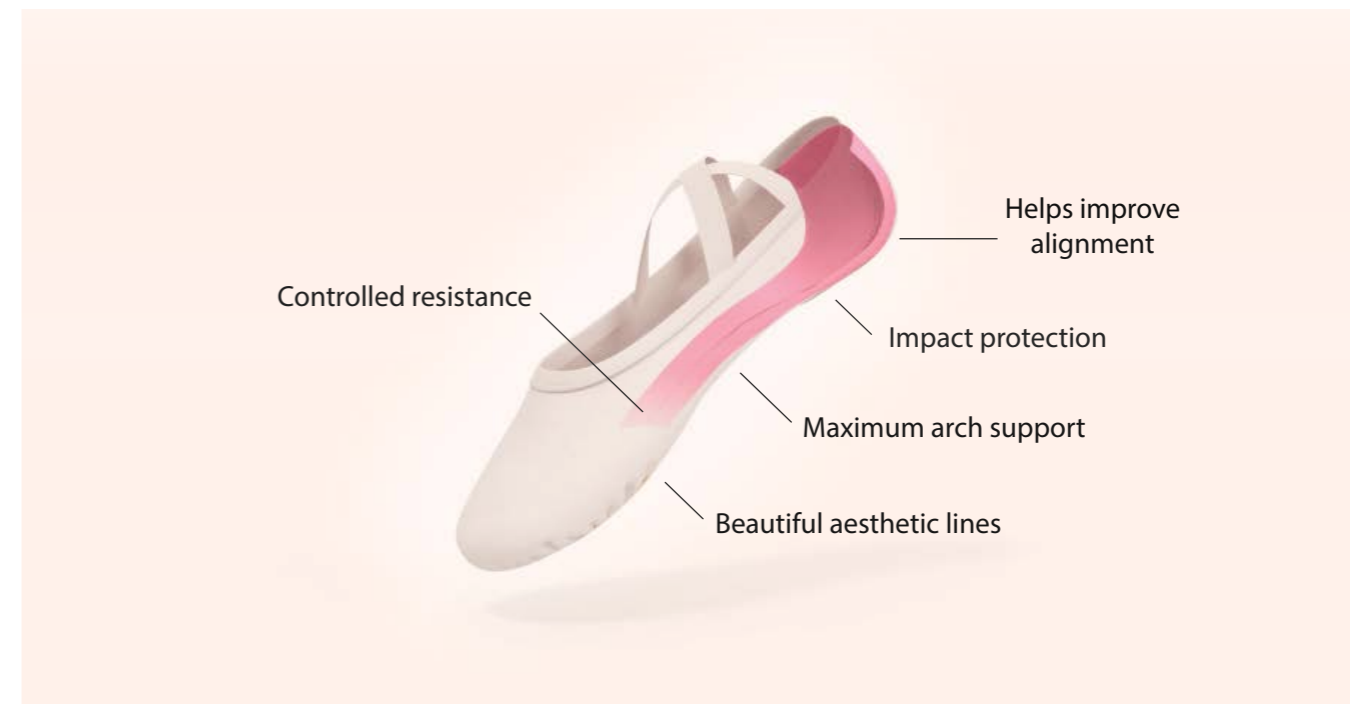 Helps improve
alignment
Controlled resistance
Impact protection
Maximum arch support
Beautiful aesthetic lines